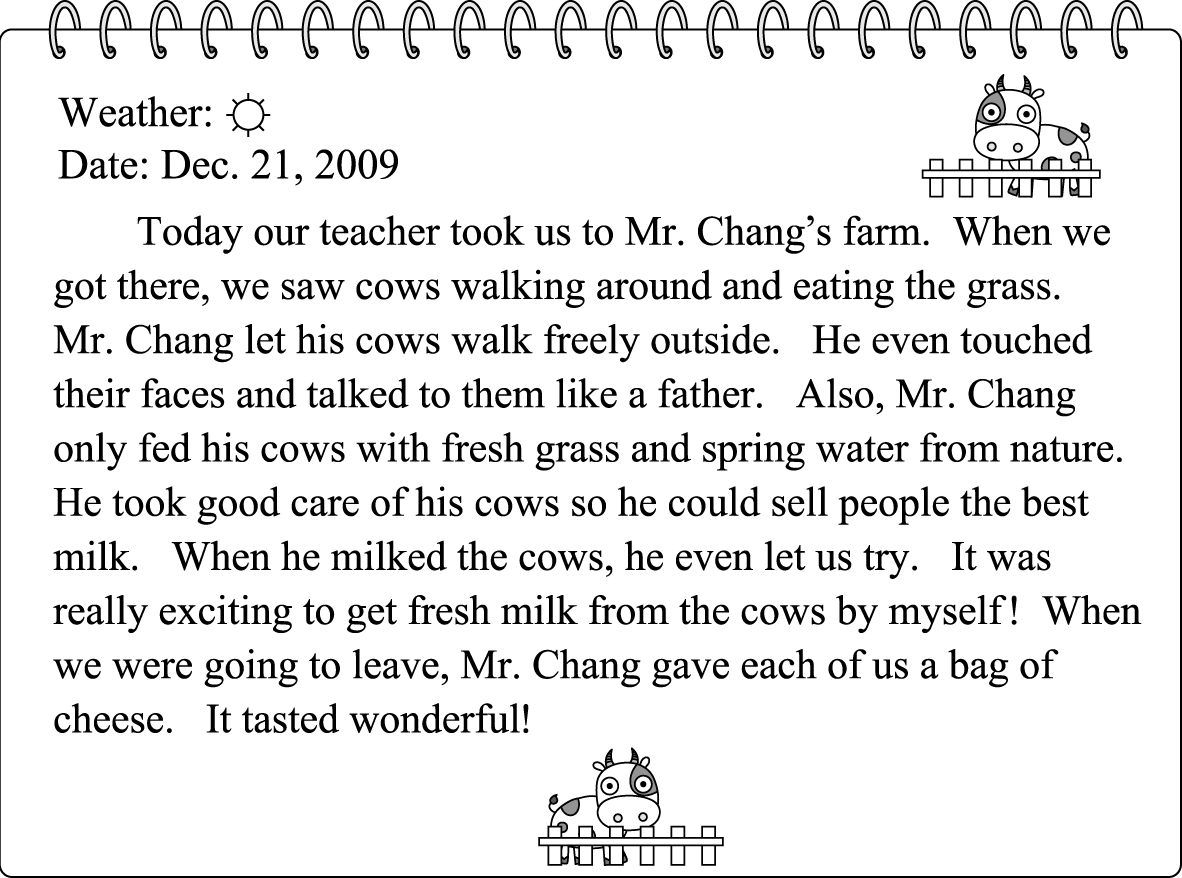 Weather:
Date: Dec. 21, 2009
Today our teacher took us to Mr. Chang’s farm. When we
got there, we saw cows walking around and eating the grass.
Mr. Chang let his cows walk freely outside. He even touched
their faces and talked to them like a father. Also, Mr. Chang
only fed his cows with fresh grass and spring water from nature.
He took good care of his cows so he could sell people the best
milk. When he milked the cows, he even let us try. It was
really exciting to get fresh milk from the cows by myself! When
we were going to leave, Mr. Chang gave each of us a bag of
cheese. It tasted wonderful!